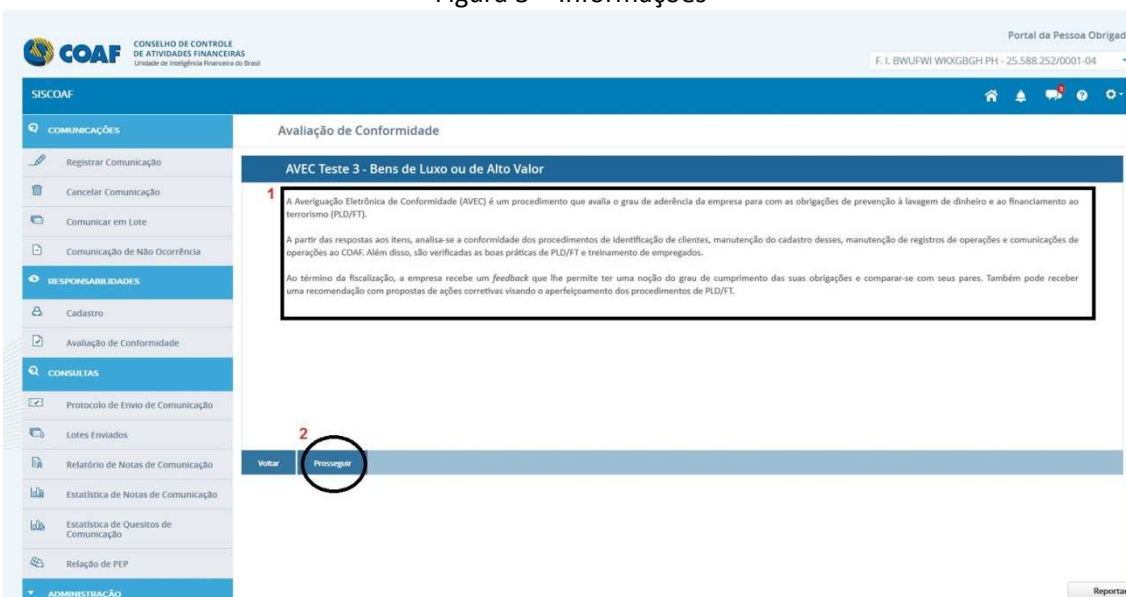 CONSELHO DE CONTROLE
DE ATIVIDADES FINANCEIRAS
Unidade de Inteligência Financeira do Brasil
COAF
Portal da Pessoa Obrigad
F. I. BWUFWI WKXGBGH PH - 25.588.252/0001-04
SISCOAF
COMUNICAÇÕES
Registrar Comunicação
Cancelar Comunicação
Comunicar em Lote
Comunicação de Não Ocorrência
RESPONSABILIDADES
Cadastro
Avaliação de Conformidade
CONSULTAS
Protocolo de Envio de Comunicação
Lotes Enviados
Relatório de Notas de Comunicação
Estatística de Notas de Comunicação
Estatística de Quesitos de
Comunicação
Relação de PEP
ADMINISTRAÇÃO
Avaliação de Conformidade
AVEC Teste 3 - Bens de Luxo ou de Alto Valor
1
A Averiguação Eletrônica de Conformidade (AVEC) é um procedimento que avalia o grau de aderência da empresa para com as obrigações de prevenção à lavagem de dinheiro e ao financiamento ao
terrorismo (PLD/FT).
A partir das respostas aos itens, analisa-se a conformidade dos procedimentos de identificação de clientes, manutenção do cadastro desses, manutenção de registros de operações e comunicações de
operações ao COAF. Além disso, são verificadas as boas práticas de PLD/FT e treinamento de empregados.
Ao término da fiscalização, a empresa recebe um feedback que lhe permite ter uma noção do grau de cumprimento das suas obrigações e comparar-se com seus pares. Também pode receber
uma recomendação com propostas de ações corretivas visando o aperfeiçoamento dos procedimentos de PLD/FT.
2
Voltar Prosseguir
Reportar